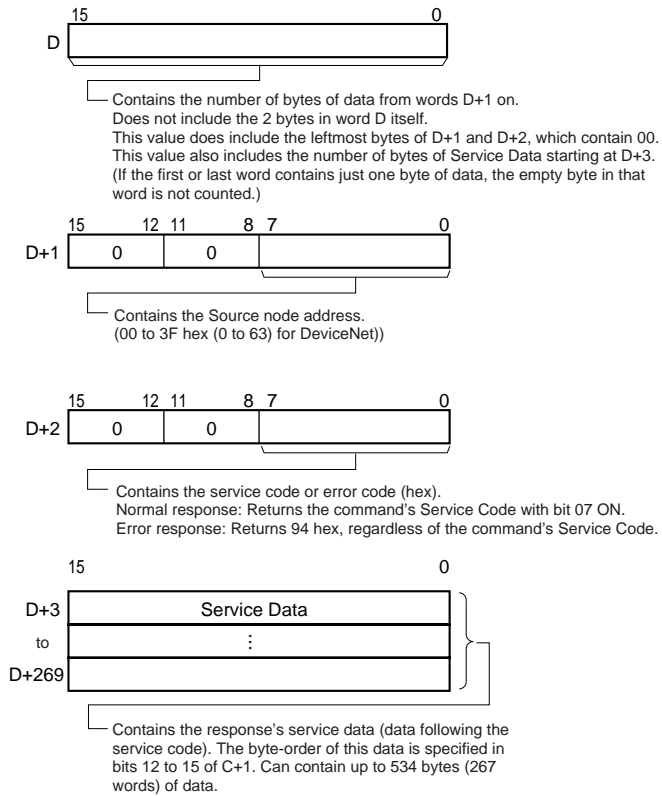 15 0
D
Contains the number of bytes of data from words D+1 on.
Does not include the 2 bytes in word D itself.
This value does include the leftmost bytes of D+1 and D+2, which contain 00.
This value also includes the number of bytes of Service Data starting at D+3.
(If the first or last word contains just one byte of data, the empty byte in that
word is not counted.)
15 12 11 8 7 0
D+1 0 0
Contains the Source node address.
(00 to 3F hex (0 to 63) for DeviceNet))
15 12 11 8 7 0
D+2 0 0
Contains the service code or error code (hex).
Normal response: Returns the command's Service Code with bit 07 ON.
Error response: Returns 94 hex, regardless of the command's Service Code.
15 0
D+3 Service Data
to ⋮
D+269
Contains the response's service data (data following the
service code). The byte-order of this data is specified in
bits 12 to 15 of C+1. Can contain up to 534 bytes (267
words) of data.